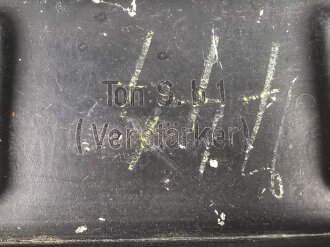 Ton S. b 1
(Verstärker)